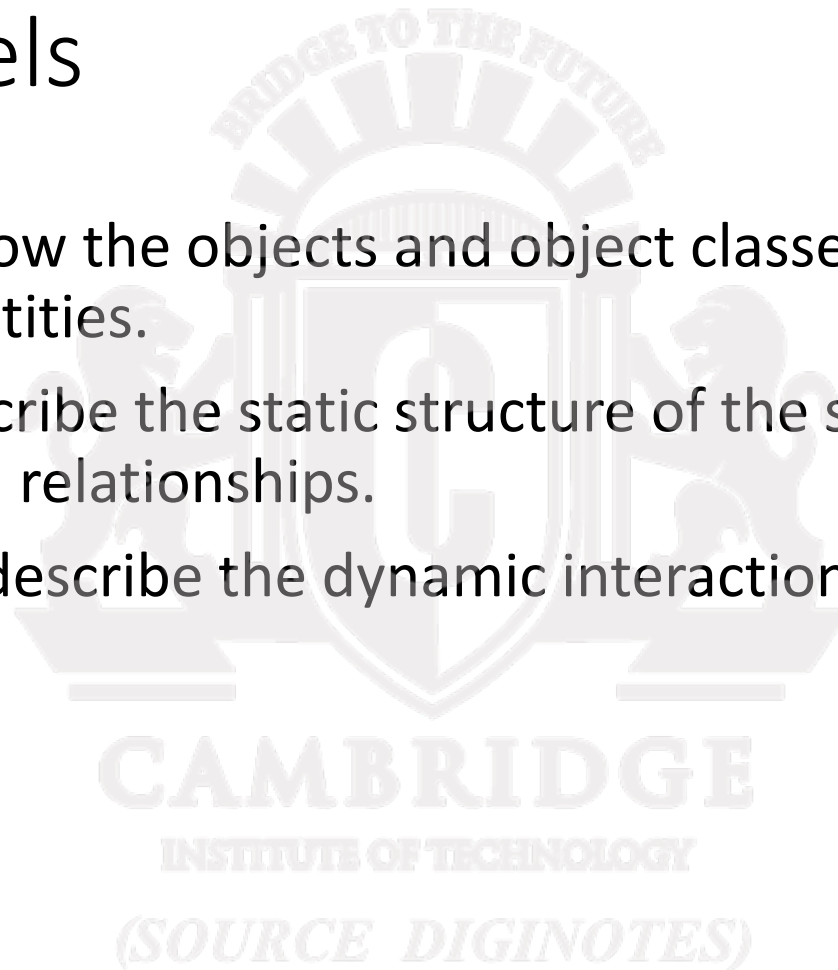 els
BRIDGE TO THE FUTURE
ow the objects and object classe
tities.
cribe the static structure of the s
relationships.
describe the dynamic interaction
C
CAMBRIDGE
INSTITUTE OF TECHNOLOGY
(SOURCE DIGINOTES)